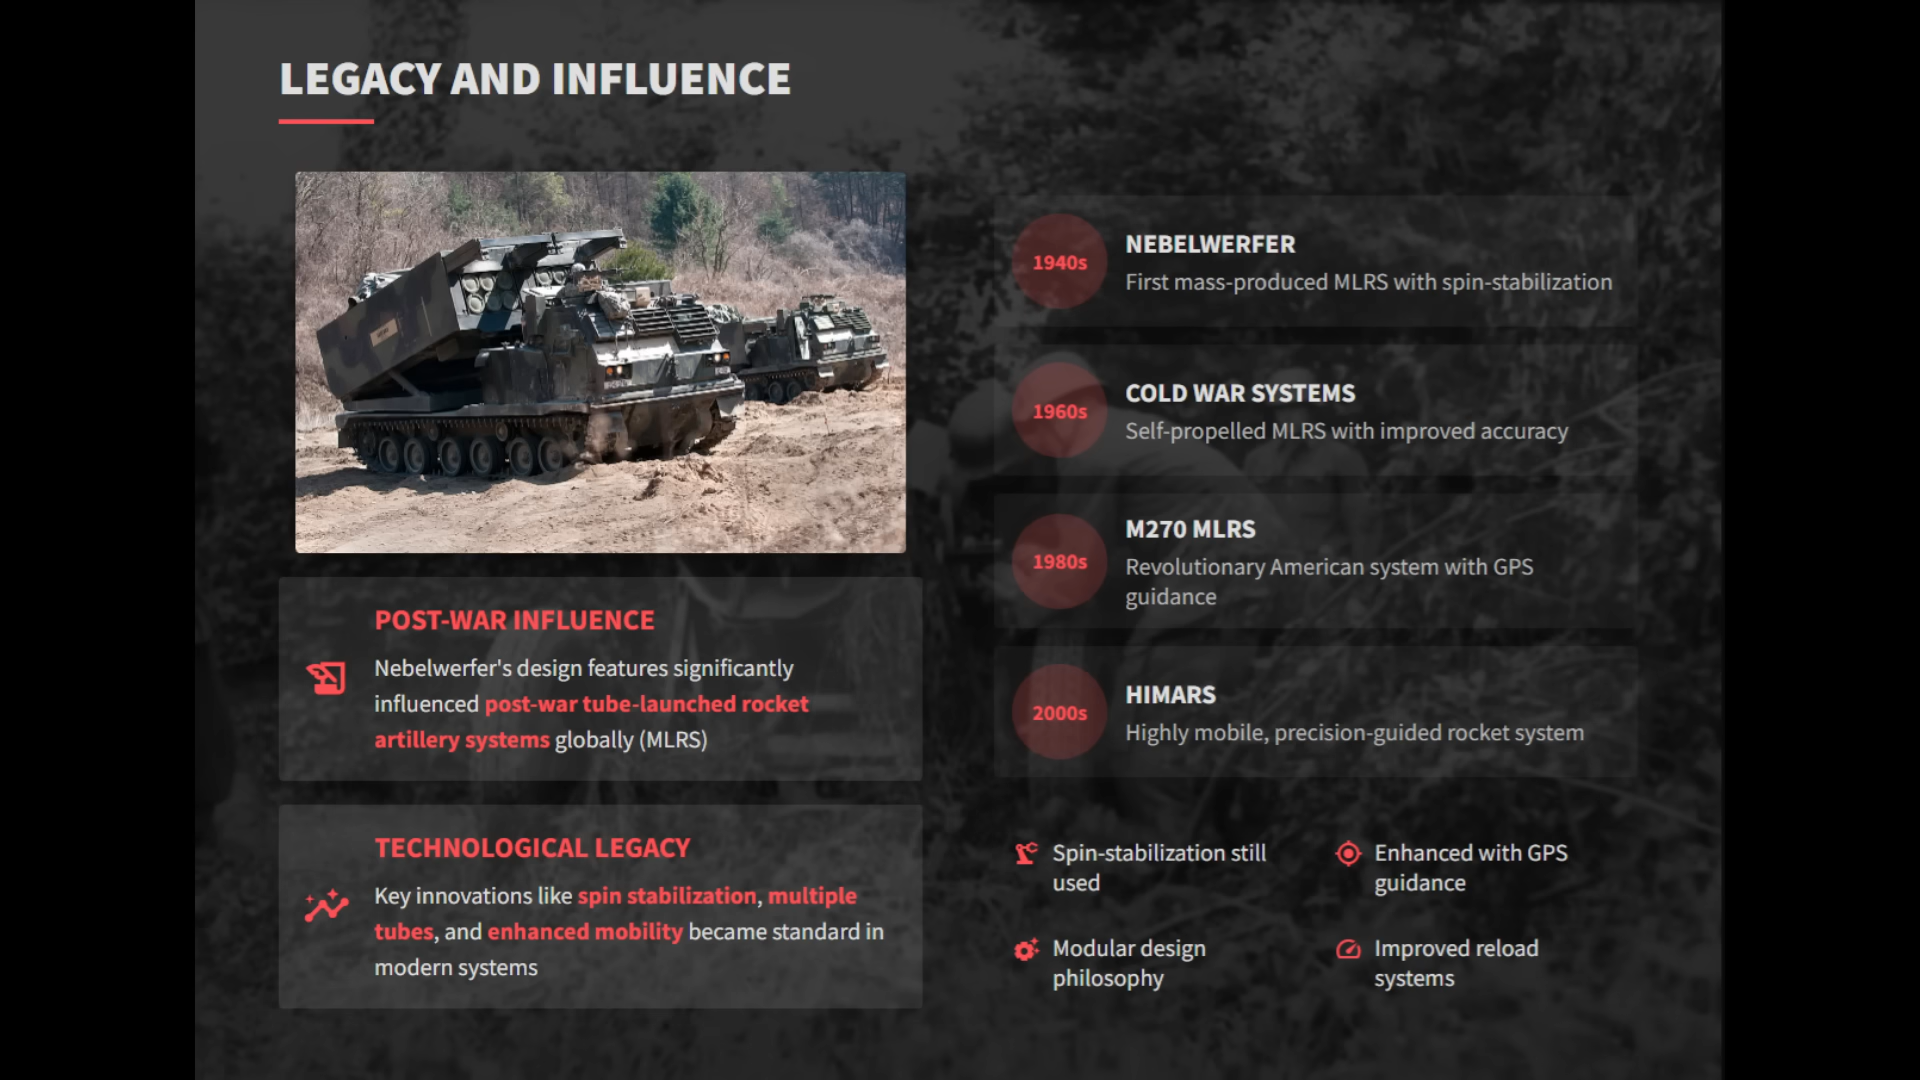 LEGACY AND INFLUENCE
POST-WAR INFLUENCE
Nebelwerfer's design features significantly
influenced post-war tube-launched rocket
artillery systems globally (MLRS)
TECHNOLOGICAL LEGACY
Key innovations like spin stabilization, multiple
tubes, and enhanced mobility became standard in
modern systems
1940s
NEBELWERFER
First mass-produced MLRS with spin-stabilization
1960s
COLD WAR SYSTEMS
Self-propelled MLRS with improved accuracy
1980s
M270 MLRS
Revolutionary American system with GPS
guidance
2000s
HIMARS
Highly mobile, precision-guided rocket system
Spin-stabilization still
used
Enhanced with GPS
guidance
Modular design
philosophy
Improved reload
systems